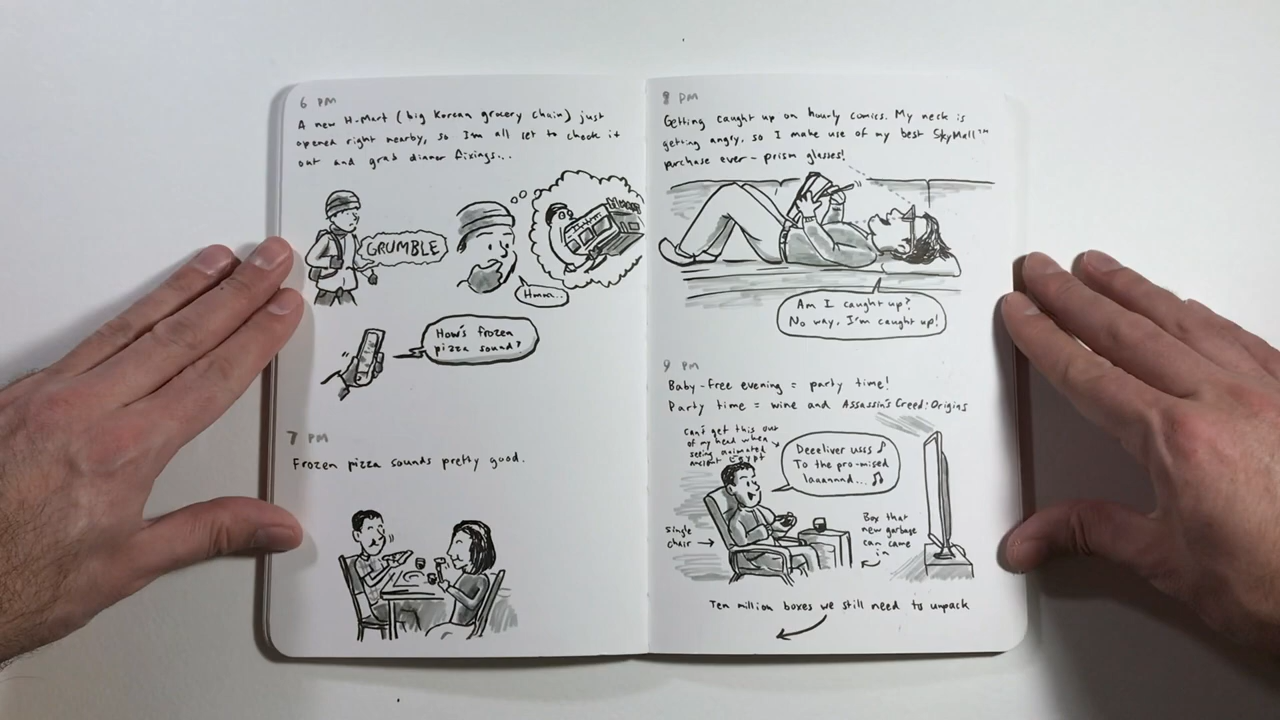 6 PM
A new H-Mart (big Korean grocery chain) just
opened right nearby, so I'm all set to check it
out and grab dinner fixings...
GRUMBLE
Hmm...
How's frozen
pizza sound?
7 PM
Frozen pizza sounds pretty good.
8 PM
Getting caught up on hourly comics. My neck is
getting angry, so I make use of my best SkyMall™
purchase ever – prism glasses!
Am I caught up?
No way, I'm caught up!
9 PM
Baby-free evening = party time!
Party time = wine and Assassin's Creed: Origins
Can't get this out
of my head when
seeing animated
ancient Egypt
Deeeliver usss ♪
To the pro-mised
laaannnd... ♫
Single
chair →
Box that
new garbage
can came
in
Ten million boxes we still need to unpack